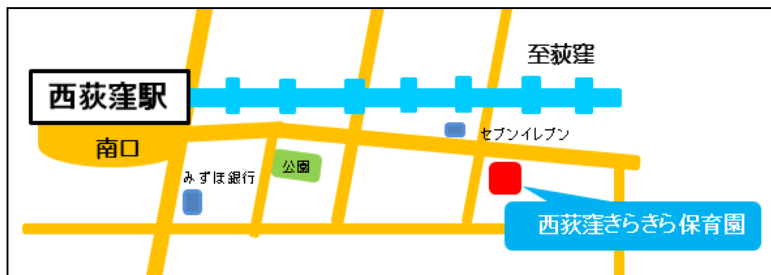 至荻窪
西荻窪駅
セブンイレブン
南口
公園
みずほ銀行
西荻窪きらきら保育園